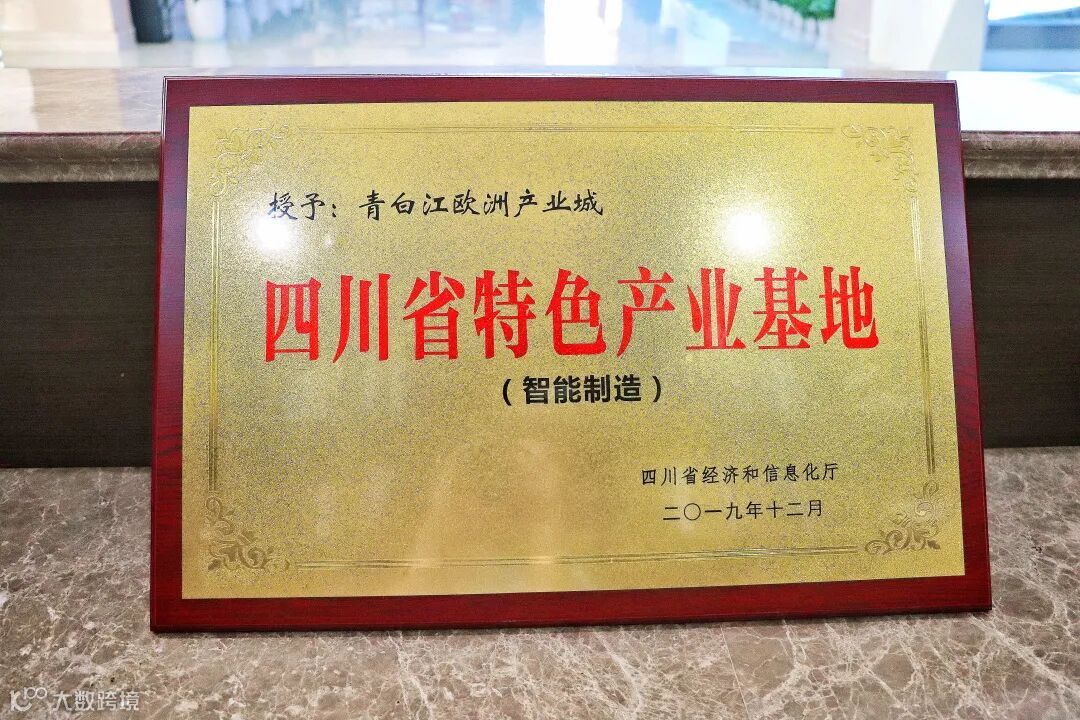 授予：青白江欧洲产业城
四川省特色产业基地
（智能制造）
四川省经济和信息化厅
二〇一九年十二月
大数跨境